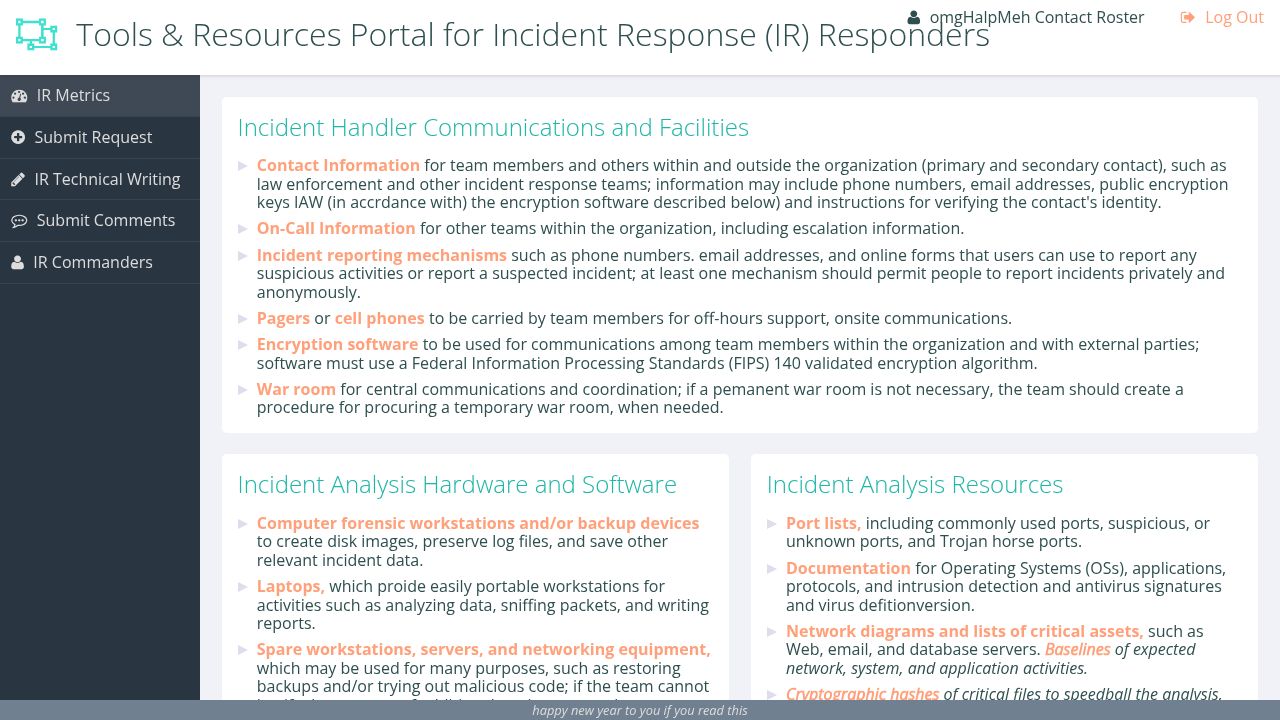 Tools & Resources Portal for Incident Response (IR) Responders
omgHalpMeh Contact Roster
Log Out
IR Metrics
Submit Request
IR Technical Writing
Submit Comments
IR Commanders
Incident Handler Communications and Facilities
Contact Information for team members and others within and outside the organization (primary and secondary contact), such as
law enforcement and other incident response teams; information may include phone numbers, email addresses, public encryption
keys IAW (in accrdance with) the encryption software described below) and instructions for verifying the contact's identity.
On-Call Information for other teams within the organization, including escalation information.
Incident reporting mechanisms such as phone numbers. email addresses, and online forms that users can use to report any
suspicious activities or report a suspected incident; at least one mechanism should permit people to report incidents privately and
anonymously.
Pagers or cell phones to be carried by team members for off-hours support, onsite communications.
Encryption software to be used for communications among team members within the organization and with external parties;
software must use a Federal Information Processing Standards (FIPS) 140 validated encryption algorithm.
War room for central communications and coordination; if a pemanent war room is not necessary, the team should create a
procedure for procuring a temporary war room, when needed.
Incident Analysis Hardware and Software
Computer forensic workstations and/or backup devices
to create disk images, preserve log files, and save other
relevant incident data.
Laptops, which proide easily portable workstations for
activities such as analyzing data, sniffing packets, and writing
reports.
Spare workstations, servers, and networking equipment,
which may be used for many purposes, such as restoring
backups and/or trying out malicious code; if the team cannot
Incident Analysis Resources
Port lists, including commonly used ports, suspicious, or
unknown ports, and Trojan horse ports.
Documentation for Operating Systems (OSs), applications,
protocols, and intrusion detection and antivirus signatures
and virus defitionversion.
Network diagrams and lists of critical assets, such as
Web, email, and database servers. Baselines of expected
network, system, and application activities.
Cryptographic hashes of critical files to speedball the analysis,
happy new year to you if you read this